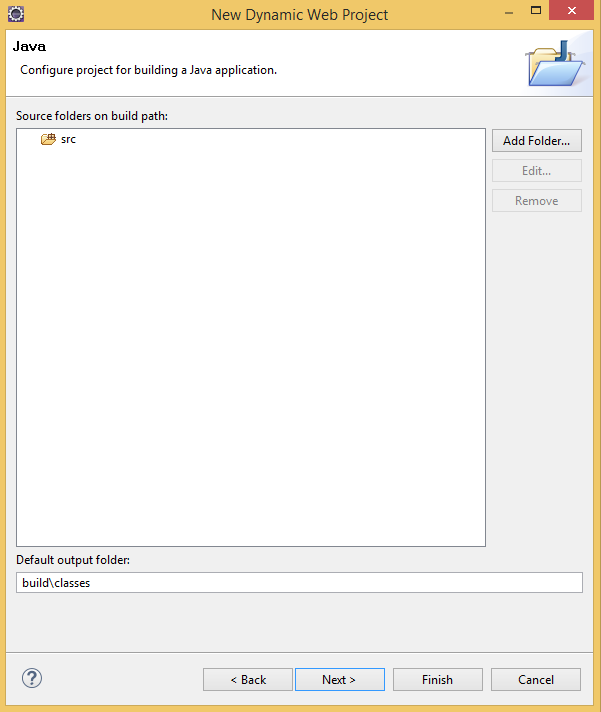 New Dynamic Web Project
Java
Configure project for building a Java application.
Source folders on build path:
src
Add Folder...
Edit...
Remove
Default output folder:
build\classes
?
< Back
Next >
Finish
Cancel